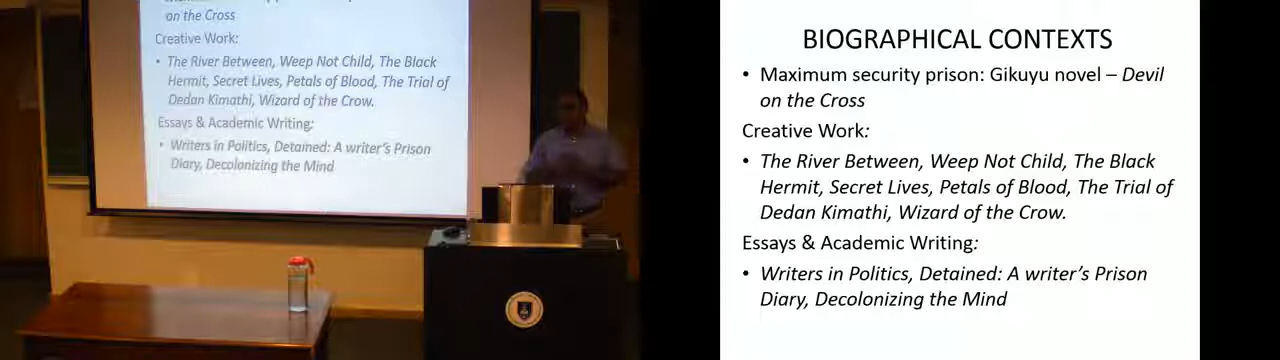 on the Cross
Creative Work:
• The River Between, Weep Not Child, The Black
Hermit, Secret Lives, Petals of Blood, The Trial of
Dedan Kimathi, Wizard of the Crow.
Essays & Academic Writing:
• Writers in Politics, Detained: A writer's Prison
Diary, Decolonizing the Mind
BIOGRAPHICAL CONTEXTS
• Maximum security prison: Gikuyu novel – Devil
on the Cross
Creative Work:
• The River Between, Weep Not Child, The Black
Hermit, Secret Lives, Petals of Blood, The Trial of
Dedan Kimathi, Wizard of the Crow.
Essays & Academic Writing:
• Writers in Politics, Detained: A writer's Prison
Diary, Decolonizing the Mind